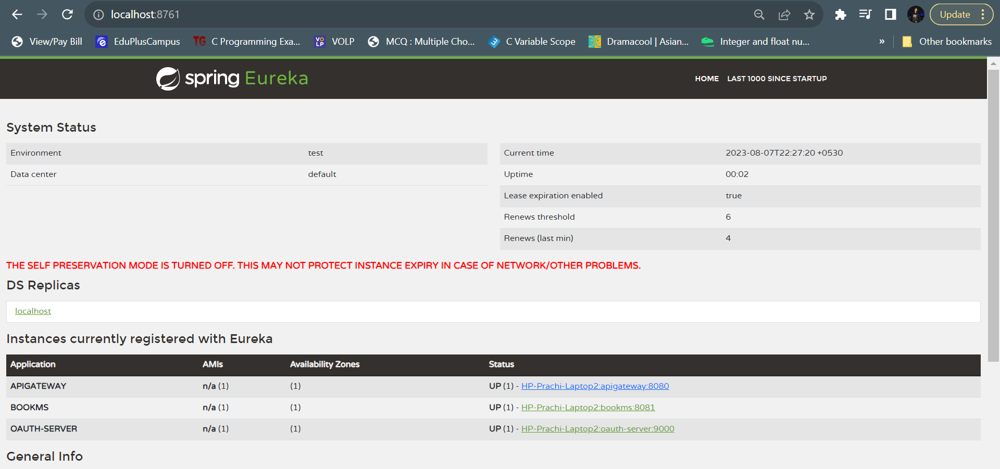 localhost:8761
Update
View/Pay Bill
EduPlusCampus
TG
C Programming Exa...
VO
LP
VOLP
MCQ : Multiple Cho...
C Variable Scope
Dramacool | Asian...
Integer and float nu...
»
Other bookmarks
spring Eureka
HOME
LAST 1000 SINCE STARTUP
System Status
Environment test
Data center default
Current time 2023-08-07T22:27:20 +0530
Uptime 00:02
Lease expiration enabled true
Renews threshold 6
Renews (last min) 4
THE SELF PRESERVATION MODE IS TURNED OFF. THIS MAY NOT PROTECT INSTANCE EXPIRY IN CASE OF NETWORK/OTHER PROBLEMS.
DS Replicas
localhost
Instances currently registered with Eureka
Application AMIs Availability Zones Status
APIGATEWAY n/a (1) (1) UP (1) - HP-Prachi-Laptop2:apigateway:8080
BOOKMS n/a (1) (1) UP (1) - HP-Prachi-Laptop2:bookms:8081
OAUTH-SERVER n/a (1) (1) UP (1) - HP-Prachi-Laptop2:oauth-server:9000
General Info